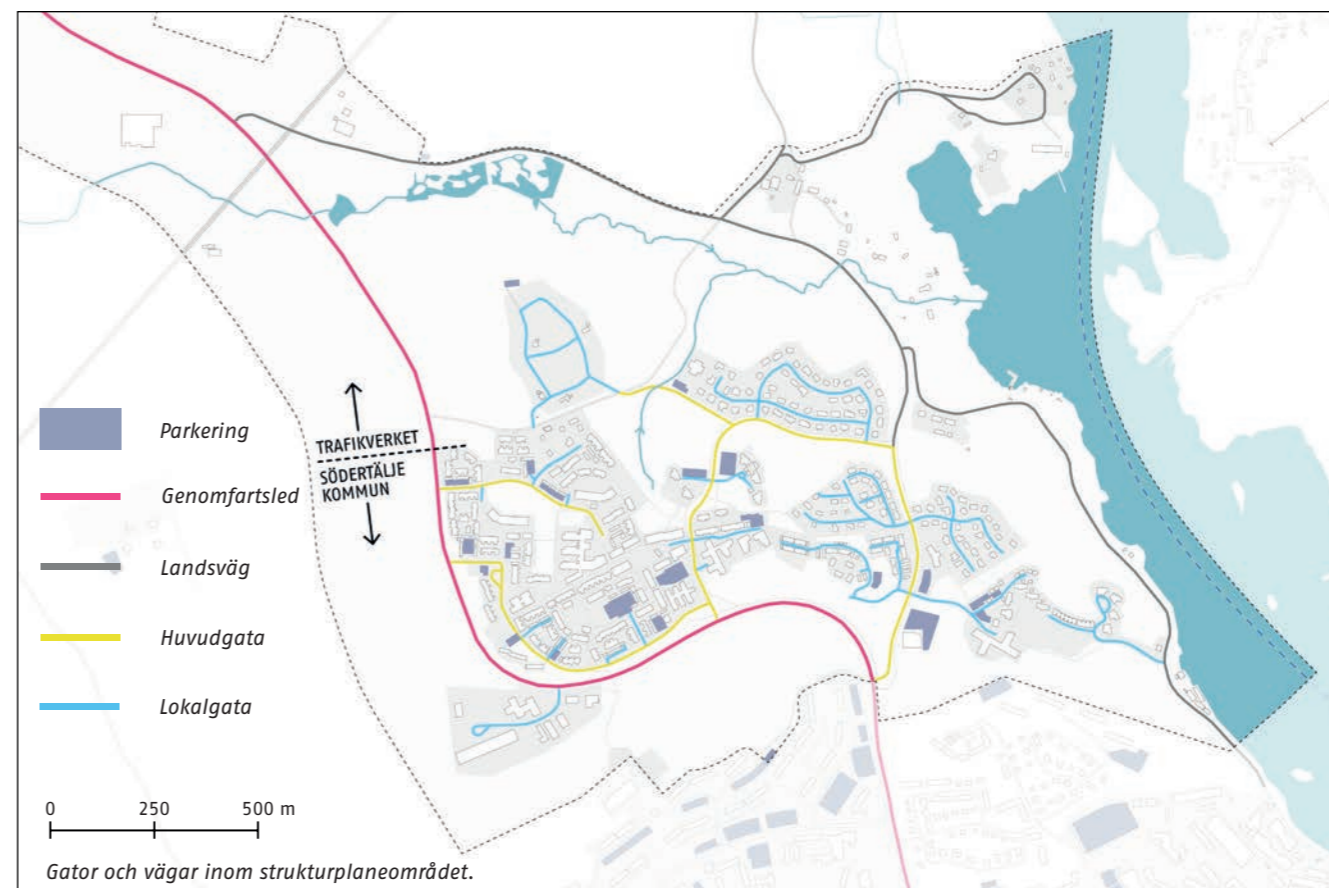 TRAFIKVERKET
SÖDERTÄLJE
KOMMUN
Parkering
Genomfartsled
Landsväg
Huvudgata
Lokalgata
0 250 500 m
Gator och vägar inom strukturplaneområdet.